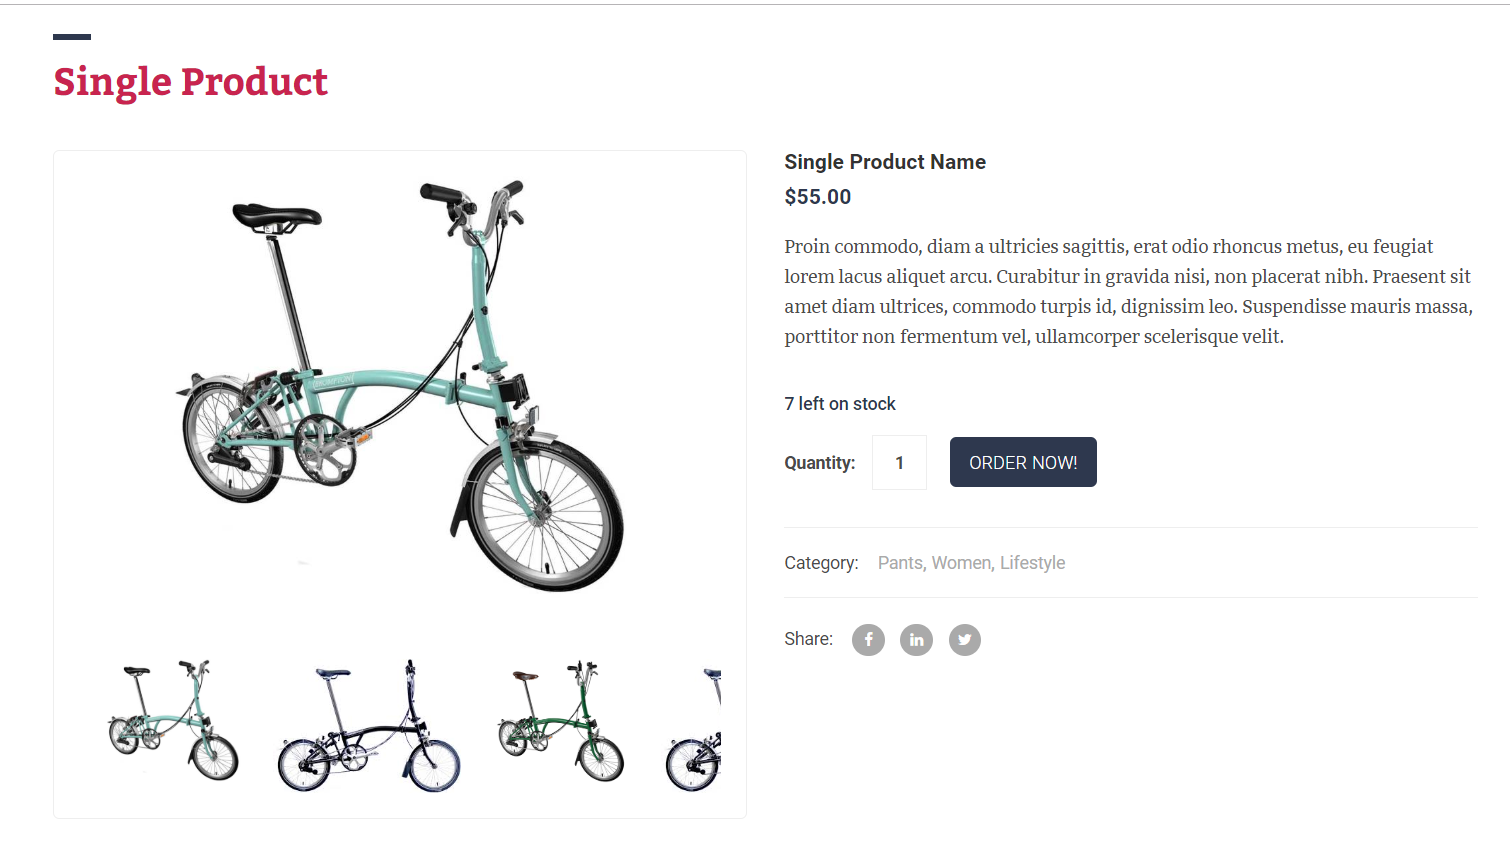 Single Product
Single Product Name
$55.00
Proin commodo, diam a ultricies sagittis, erat odio rhoncus metus, eu feugiat
lorem lacus aliquet arcu. Curabitur in gravida nisi, non placerat nibh. Praesent sit
amet diam ultrices, commodo turpis id, dignissim leo. Suspendisse mauris massa,
porttitor non fermentum vel, ullamcorper scelerisque velit.
7 left on stock
Quantity: 1 ORDER NOW!
Category: Pants, Women, Lifestyle
Share:
BROMPTON